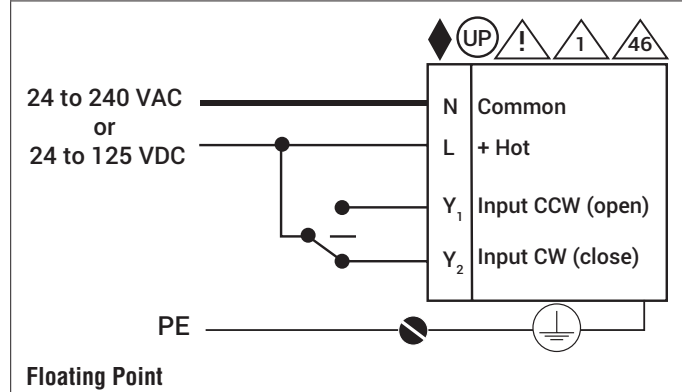 UP ! 1 46
24 to 240 VAC
or
24 to 125 VDC
N Common
L + Hot
Y1 Input CCW (open)
Y2 Input CW (close)
PE
Floating Point